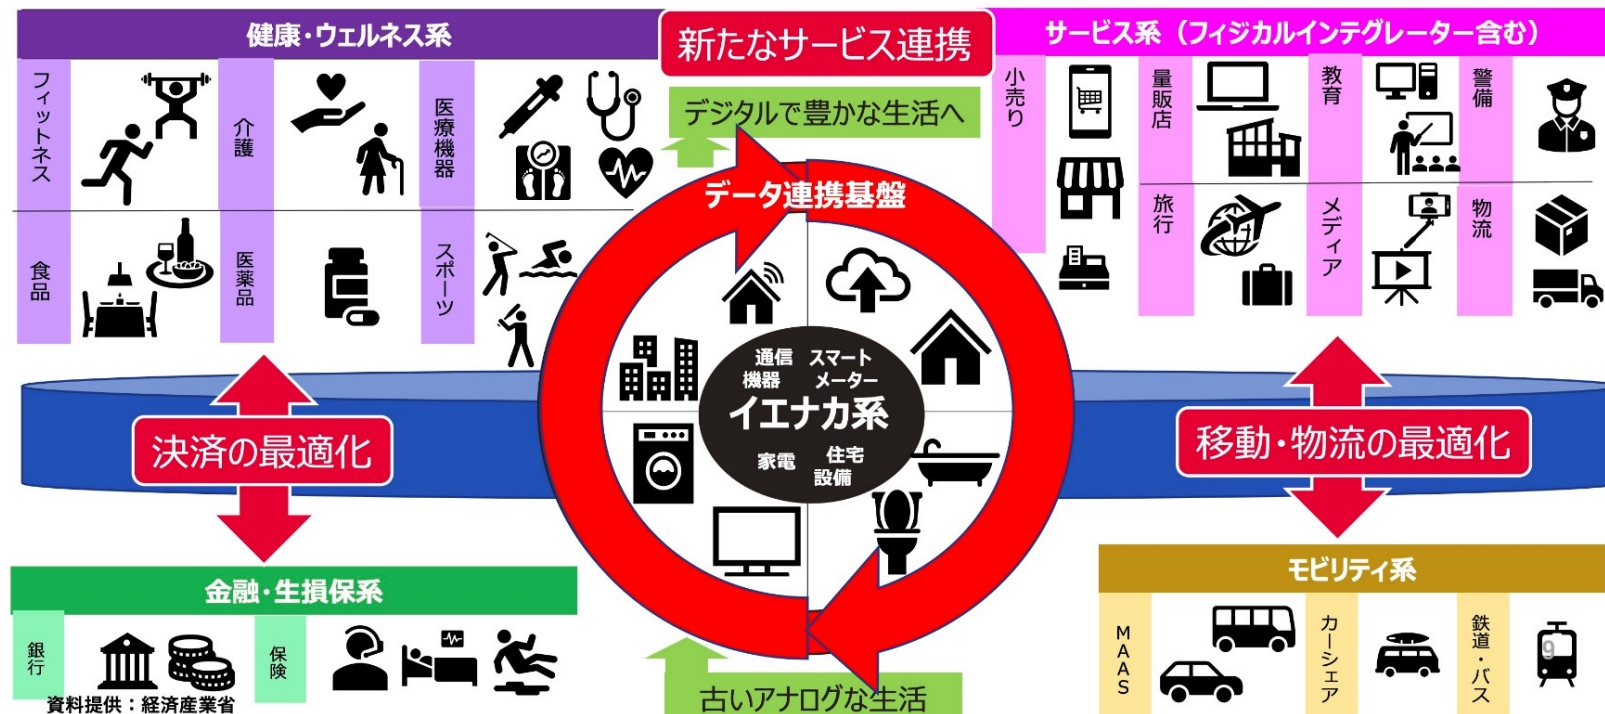 健康・ウェルネス系
新たなサービス連携
サービス系（フィジカルインテグレーター含む）
デジタルで豊かな生活へ
フィットネス
介護
医療機器
食品
医薬品
スポーツ
小売り
量販店
教育
警備
旅行
メディア
物流
データ連携基盤
通信機器
スマートメーター
イエナカ系
家電
住宅設備
決済の最適化
移動・物流の最適化
金融・生損保系
銀行
保険
モビリティ系
MAAS
カーシェア
鉄道・バス
9
古いアナログな生活
資料提供：経済産業省